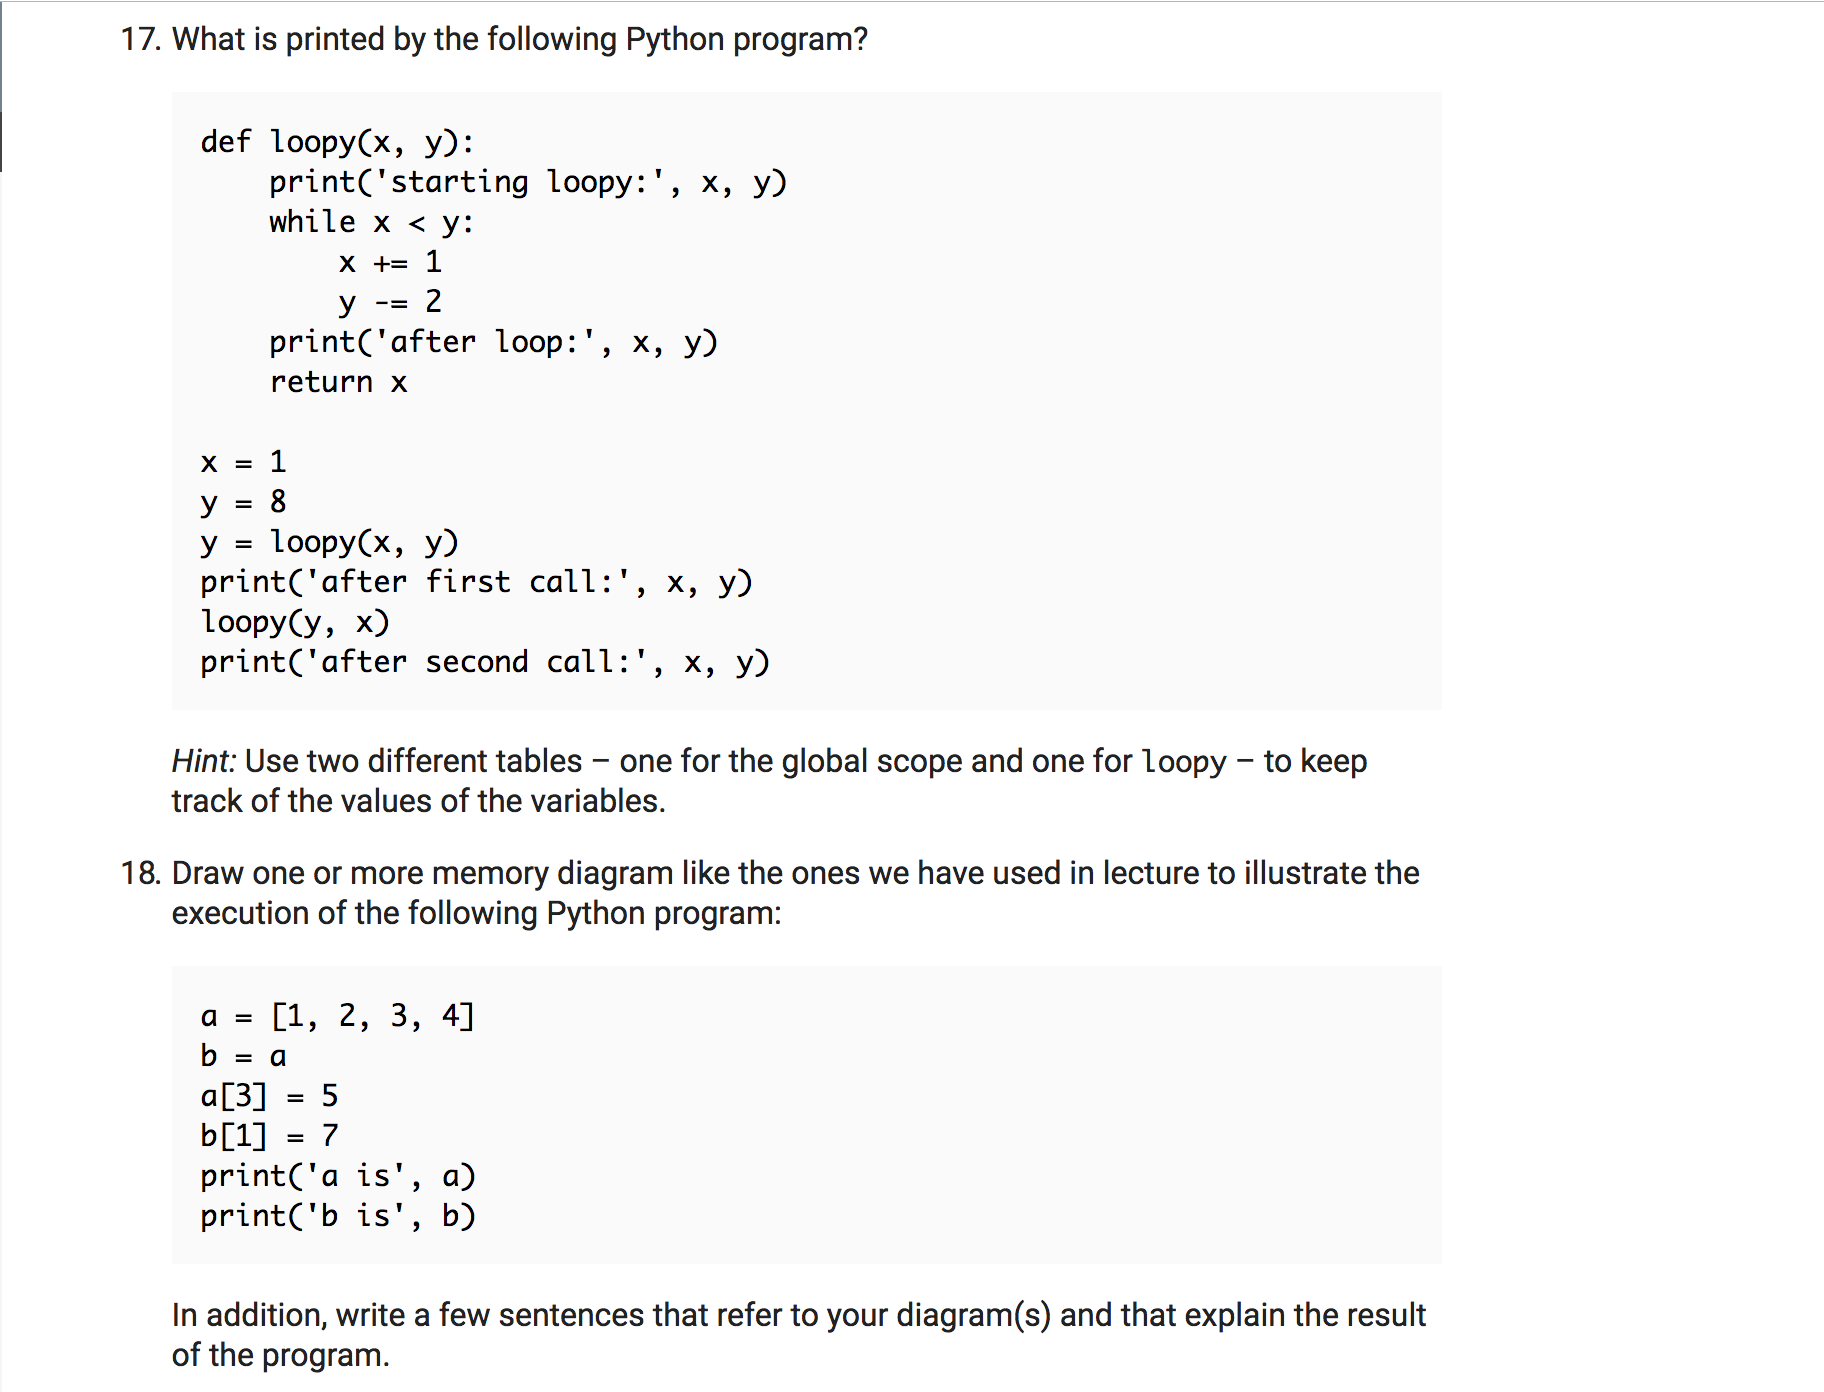 17. What is printed by the following Python program?
def loopy(x, y):
    print('starting loopy:', x, y)
    while x < y:
        x += 1
        y -= 2
    print('after loop:', x, y)
    return x
x = 1
y = 8
y = loopy(x, y)
print('after first call:', x, y)
loopy(y, x)
print('after second call:', x, y)
Hint: Use two different tables – one for the global scope and one for loopy – to keep
track of the values of the variables.
18. Draw one or more memory diagram like the ones we have used in lecture to illustrate the
execution of the following Python program:
a = [1, 2, 3, 4]
b = a
a[3] = 5
b[1] = 7
print('a is', a)
print('b is', b)
In addition, write a few sentences that refer to your diagram(s) and that explain the result
of the program.